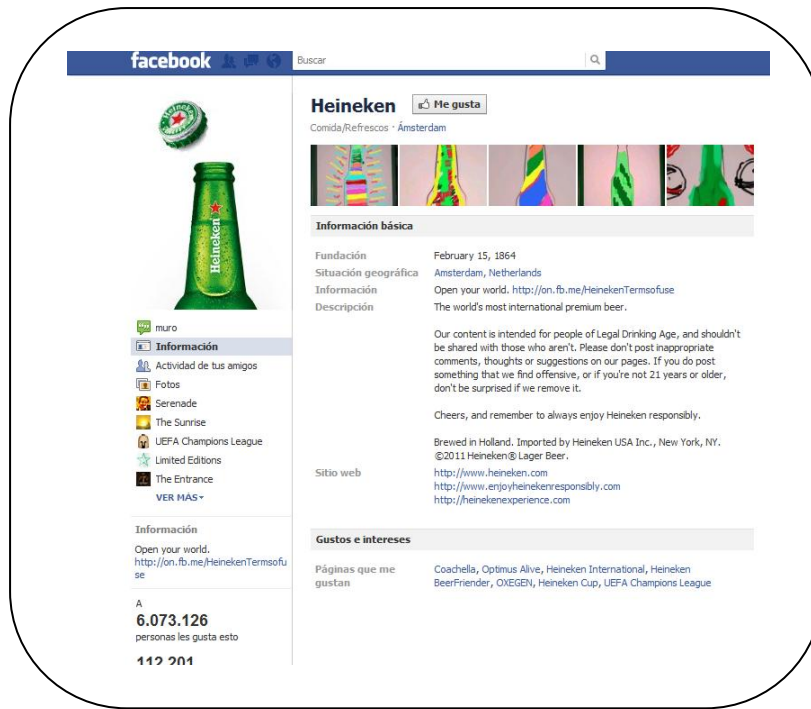 facebook
Buscar
Heineken
Me gusta
Comida/Refrescos · Ámsterdam
Heineken
Heineken
muro
Información
Actividad de tus amigos
Fotos
Serenade
The Sunrise
UEFA Champions League
Limited Editions
The Entrance
VER MÁS
Información
Open your world.
http://on.fb.me/HeinekenTermsofu
se
A
6.073.126
personas les gusta esto
112.201
Información básica
Fundación February 15, 1864
Situación geográfica Amsterdam, Netherlands
Información Open your world. http://on.fb.me/HeinekenTermsofuse
Descripción The world's most international premium beer.
Our content is intended for people of Legal Drinking Age, and shouldn't
be shared with those who aren't. Please don't post inappropriate
comments, thoughts or suggestions on our pages. If you do post
something that we find offensive, or if you're not 21 years or older,
don't be surprised if we remove it.
Cheers, and remember to always enjoy Heineken responsibly.
Brewed in Holland. Imported by Heineken USA Inc., New York, NY.
©2011 Heineken® Lager Beer.
Sitio web http://www.heineken.com
http://www.enjoyheinekenresponsibly.com
http://heinekenexperience.com
Gustos e intereses
Páginas que me Coachella, Optimus Alive, Heineken International, Heineken
gustan BeerFriender, OXEGEN, Heineken Cup, UEFA Champions League